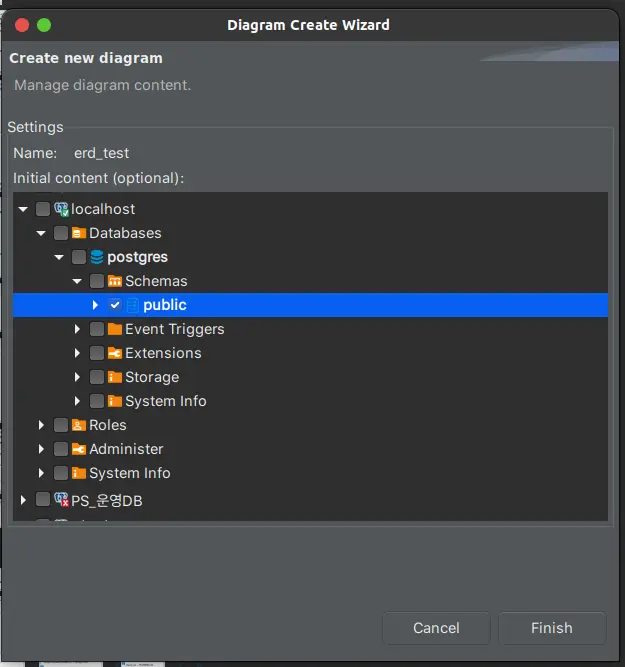 Diagram Create Wizard
Create new diagram
Manage diagram content.
Settings
Name: erd_test
Initial content (optional):
localhost
Databases
postgres
Schemas
public
Event Triggers
Extensions
Storage
System Info
Roles
Administer
System Info
PS_운영DB
Cancel
Finish